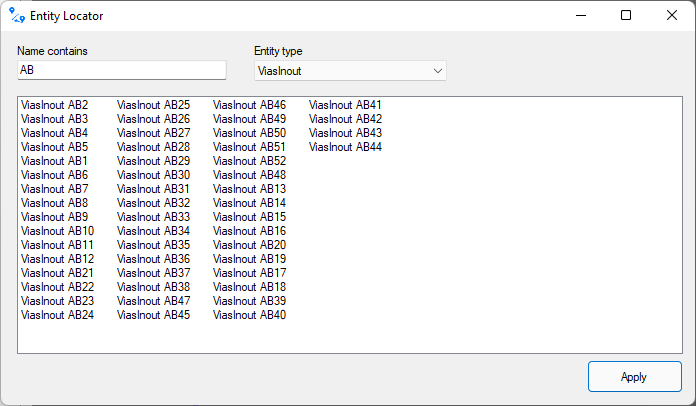 Entity Locator
Name contains
Entity type
AB
ViasInout
ViasInout AB2 ViasInout AB25 ViasInout AB46 ViasInout AB41
ViasInout AB3 ViasInout AB26 ViasInout AB49 ViasInout AB42
ViasInout AB4 ViasInout AB27 ViasInout AB50 ViasInout AB43
ViasInout AB5 ViasInout AB28 ViasInout AB51 ViasInout AB44
ViasInout AB1 ViasInout AB29 ViasInout AB52
ViasInout AB6 ViasInout AB30 ViasInout AB48
ViasInout AB7 ViasInout AB31 ViasInout AB13
ViasInout AB8 ViasInout AB32 ViasInout AB14
ViasInout AB9 ViasInout AB33 ViasInout AB15
ViasInout AB10 ViasInout AB34 ViasInout AB16
ViasInout AB11 ViasInout AB35 ViasInout AB20
ViasInout AB12 ViasInout AB36 ViasInout AB19
ViasInout AB21 ViasInout AB37 ViasInout AB17
ViasInout AB22 ViasInout AB38 ViasInout AB18
ViasInout AB23 ViasInout AB47 ViasInout AB39
ViasInout AB24 ViasInout AB45 ViasInout AB40
Apply